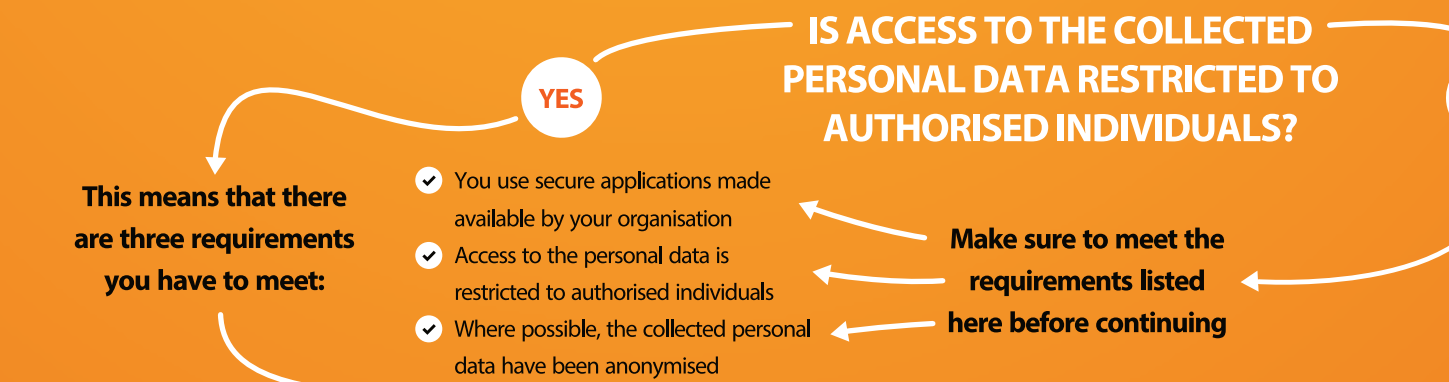 IS ACCESS TO THE COLLECTED
PERSONAL DATA RESTRICTED TO
AUTHORISED INDIVIDUALS?
YES
This means that there
are three requirements
you have to meet:
You use secure applications made
available by your organisation
Access to the personal data is
restricted to authorised individuals
Where possible, the collected personal
data have been anonymised
Make sure to meet the
requirements listed
here before continuing